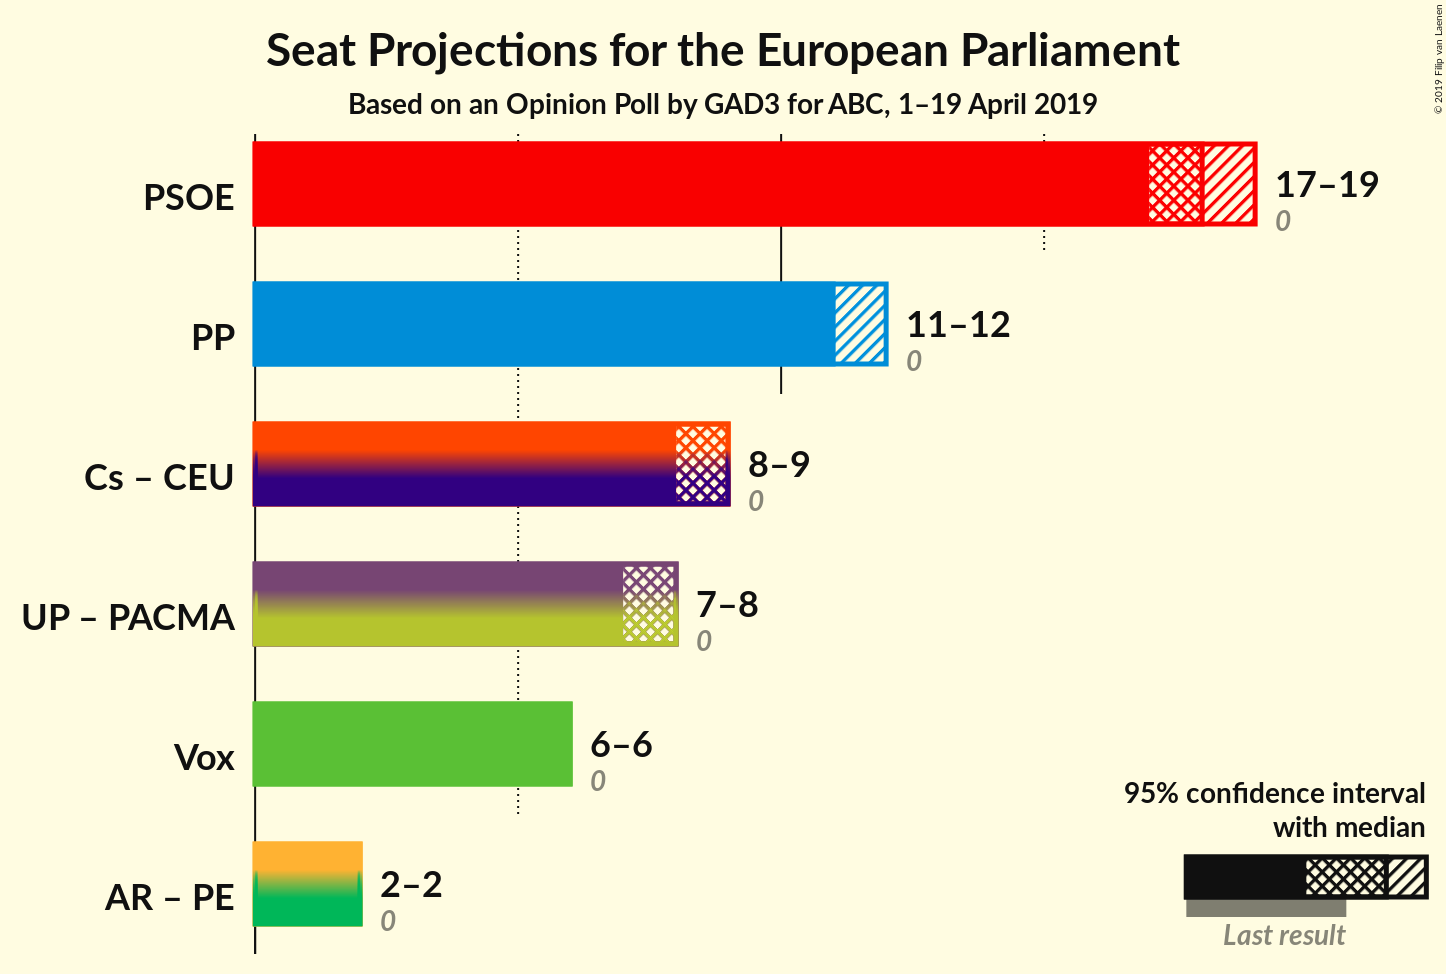 Seat Projections for the European Parliament
Based on an Opinion Poll by GAD3 for ABC, 1–19 April 2019
© 2019 Filip van Laenen
PSOE
17–19
0
PP
11–12
0
Cs – CEU
8–9
0
UP – PACMA
7–8
0
Vox
6–6
0
AR – PE
2–2
0
95% confidence interval
with median
Last result